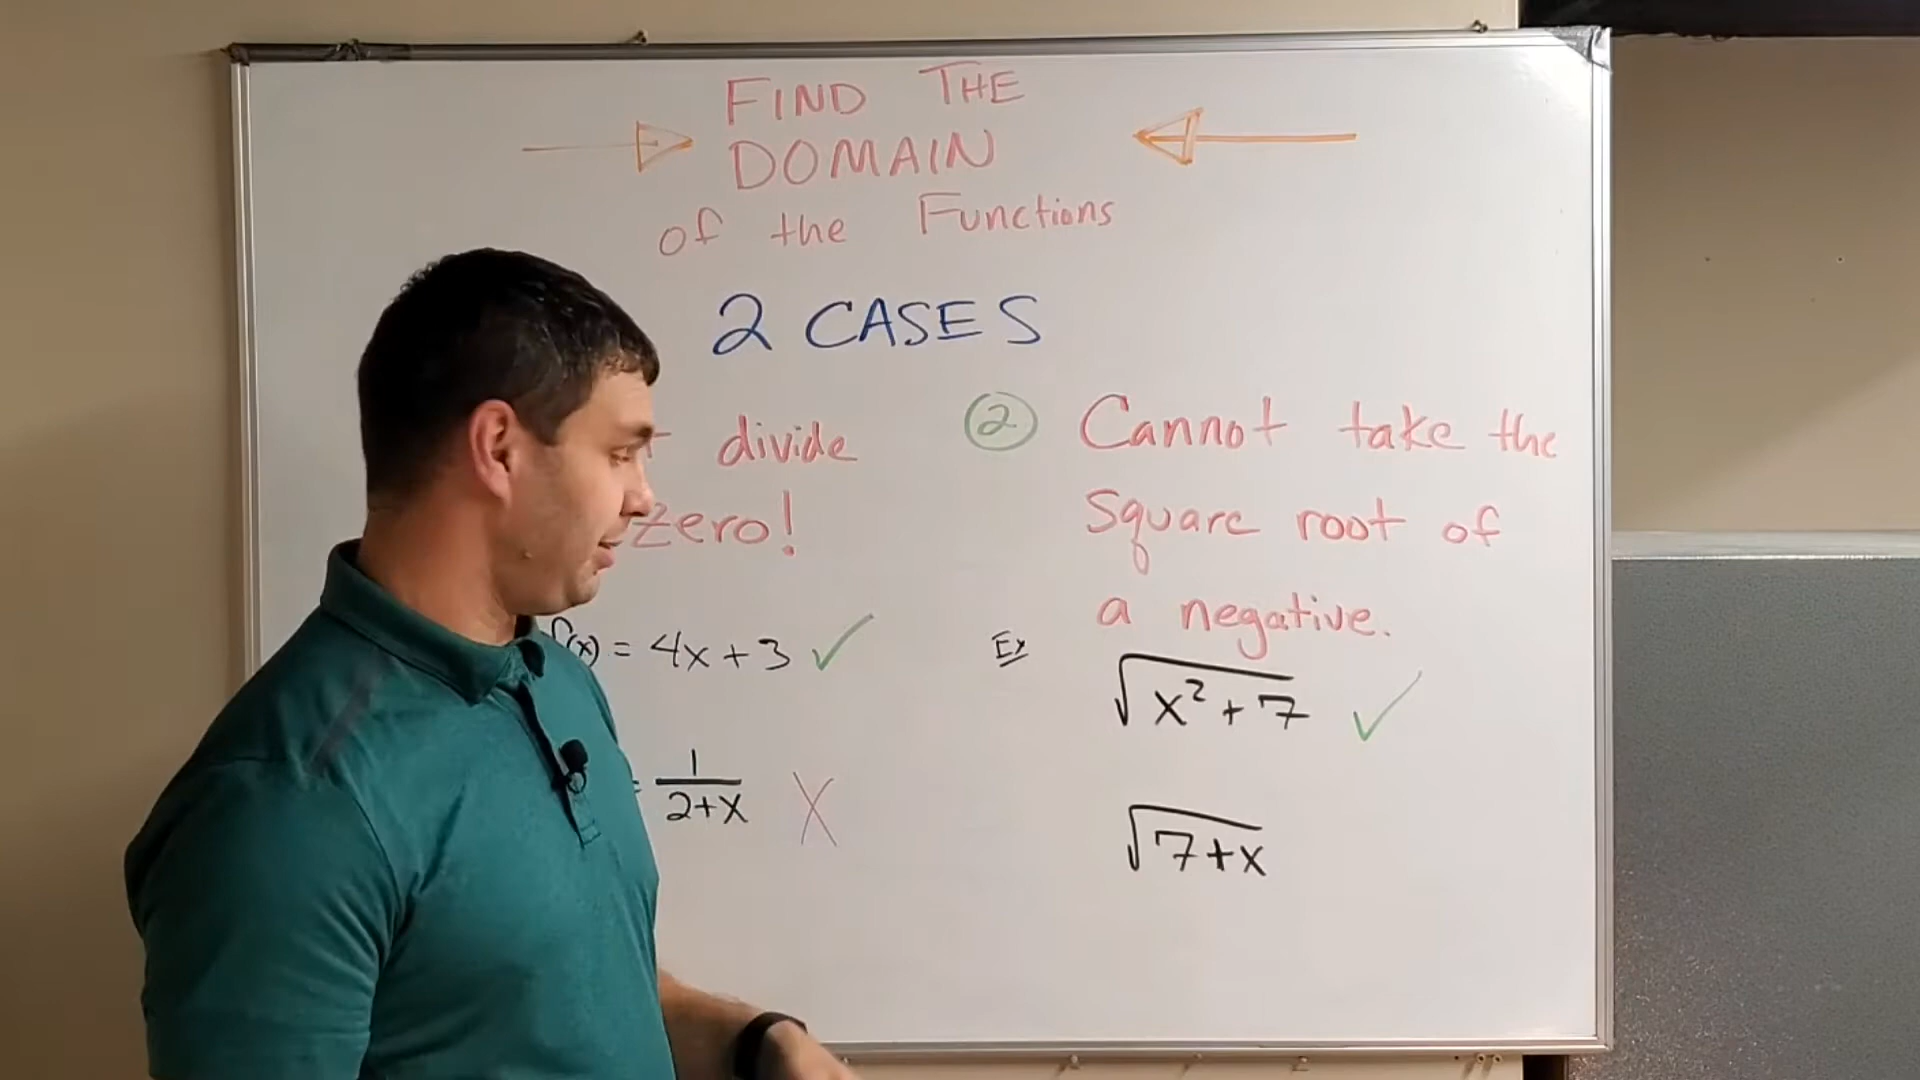 FIND THE
DOMAIN
of the Functions
2 CASES
divide
zero!
f(x) = 4x+3 ✓
= 1/(2+x) X
② Cannot take the
Square root of
a negative.
Ex
√(x²+7) ✓
√(7+x)